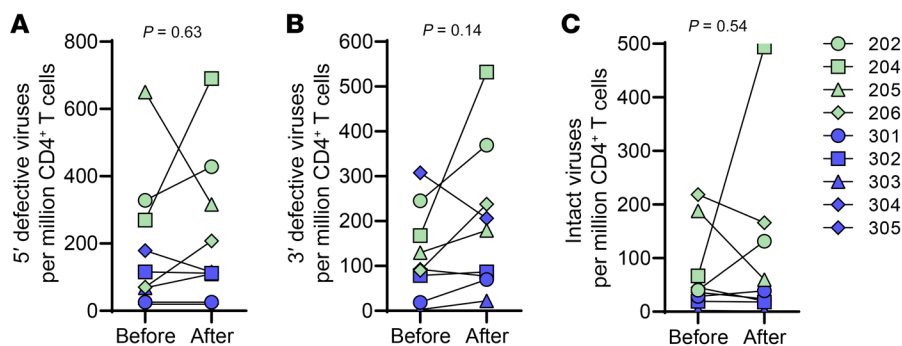 A
P = 0.63
5′ defective viruses
per million CD4⁺ T cells
800
600
400
200
0
Before After
B
P = 0.14
3′ defective viruses
per million CD4⁺ T cells
600
500
400
300
200
100
0
Before After
C
P = 0.54
Intact viruses
per million CD4⁺ T cells
500
400
300
200
100
0
Before After
202
204
205
206
301
302
303
304
305